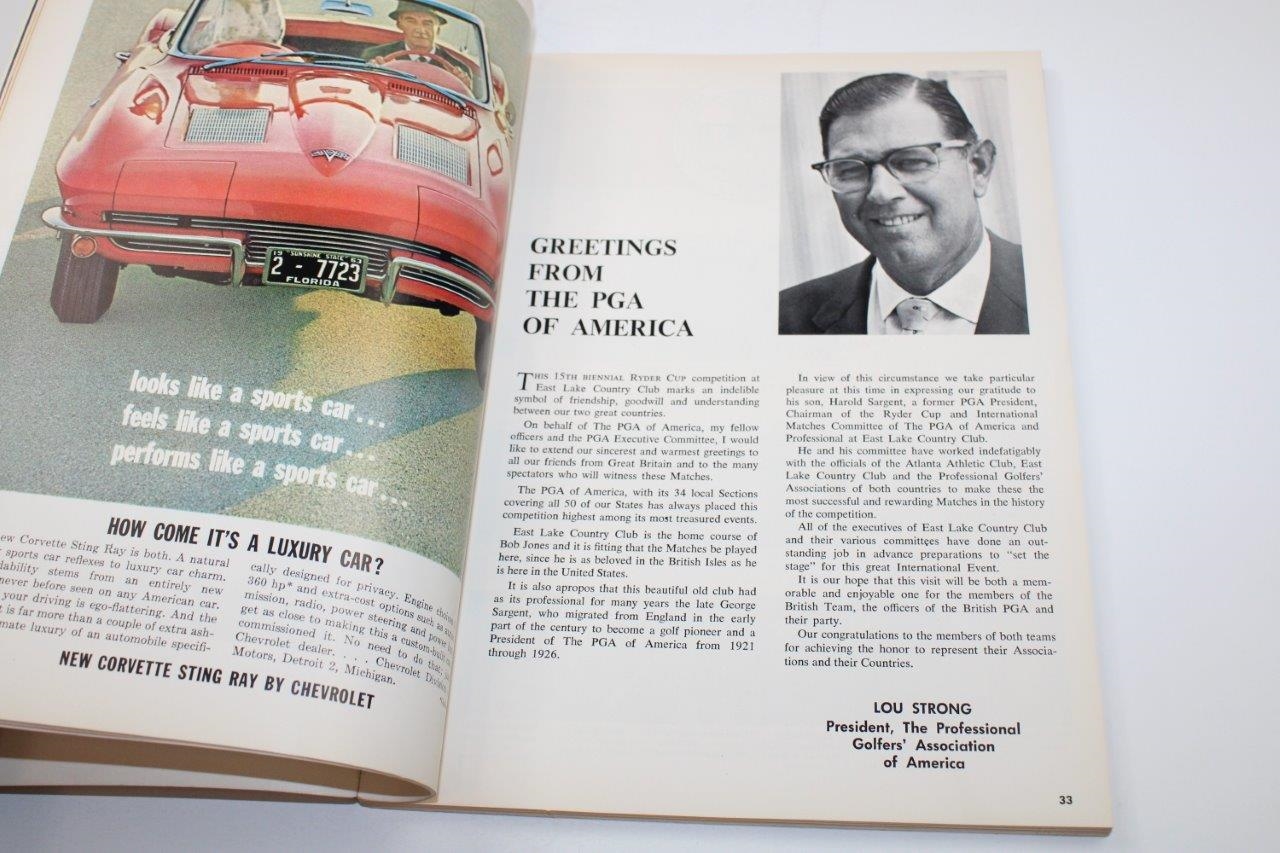 19 "SUNSHINE STATE" 63
2 - 7723
FLORIDA
looks like a sports car...
feels like a sports car...
performs like a sports car...
HOW COME IT'S A LUXURY CAR?
ew Corvette Sting Ray is both. A natural
sports car reflexes to luxury car charm.
dability stems from an entirely new
never before seen on any American car.
your driving is ego-flattering. And the
t is far more than a couple of extra ash-
mate luxury of an automobile specifi-
cally designed for privacy. Engine
360 hp* and extra-cost options such as
mission, radio, power steering and power
get as close to making this a custom-built
commissioned it. No need to do that;
Chevrolet dealer. . . . Chevrolet Division
Motors, Detroit 2, Michigan.
NEW CORVETTE STING RAY BY CHEVROLET
GREETINGS
FROM
THE PGA
OF AMERICA
THIS 15TH BIENNIAL RYDER CUP competition at
East Lake Country Club marks an indelible
symbol of friendship, goodwill and understanding
between our two great countries.
On behalf of The PGA of America, my fellow
officers and the PGA Executive Committee, I would
like to extend our sincerest and warmest greetings to
all our friends from Great Britain and to the many
spectators who will witness these Matches.
The PGA of America, with its 34 local Sections
covering all 50 of our States has always placed this
competition highest among its most treasured events.
East Lake Country Club is the home course of
Bob Jones and it is fitting that the Matches be played
here, since he is as beloved in the British Isles as he
is here in the United States.
It is also apropos that this beautiful old club had
as its professional for many years the late George
Sargent, who migrated from England in the early
part of the century to become a golf pioneer and a
President of The PGA of America from 1921
through 1926.
In view of this circumstance we take particular
pleasure at this time in expressing our gratitude to
his son, Harold Sargent, a former PGA President,
Chairman of the Ryder Cup and International
Matches Committee of The PGA of America and
Professional at East Lake Country Club.
He and his committee have worked indefatigably
with the officials of the Atlanta Athletic Club, East
Lake Country Club and the Professional Golfers'
Associations of both countries to make these the
most successful and rewarding Matches in the history
of the competition.
All of the executives of East Lake Country Club
and their various committees have done an out-
standing job in advance preparations to "set the
stage" for this great International Event.
It is our hope that this visit will be both a mem-
orable and enjoyable one for the members of the
British Team, the officers of the British PGA and
their party.
Our congratulations to the members of both teams
for achieving the honor to represent their Associa-
tions and their Countries.
LOU STRONG
President, The Professional
Golfers' Association
of America
33